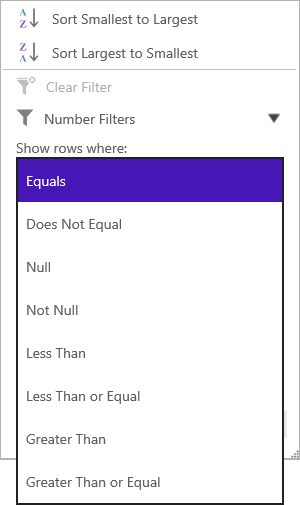 Sort Smallest to Largest
Sort Largest to Smallest
Clear Filter
Number Filters
Show rows where:
Equals
Does Not Equal
Null
Not Null
Less Than
Less Than or Equal
Greater Than
Greater Than or Equal